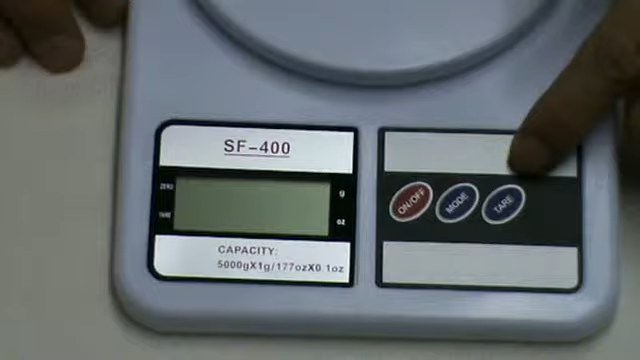 SF-400
ZERO
g
TARE
oz
ON/OFF
MODE
TARE
CAPACITY:
5000gX1g/177ozX0.1oz